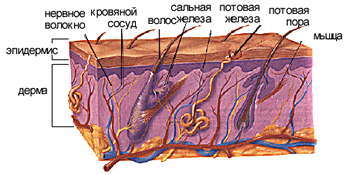 нервное волокно
кровяной сосуд
волос
сальная железа
потовая железа
потовая пора
мышца
эпидермис
дерма